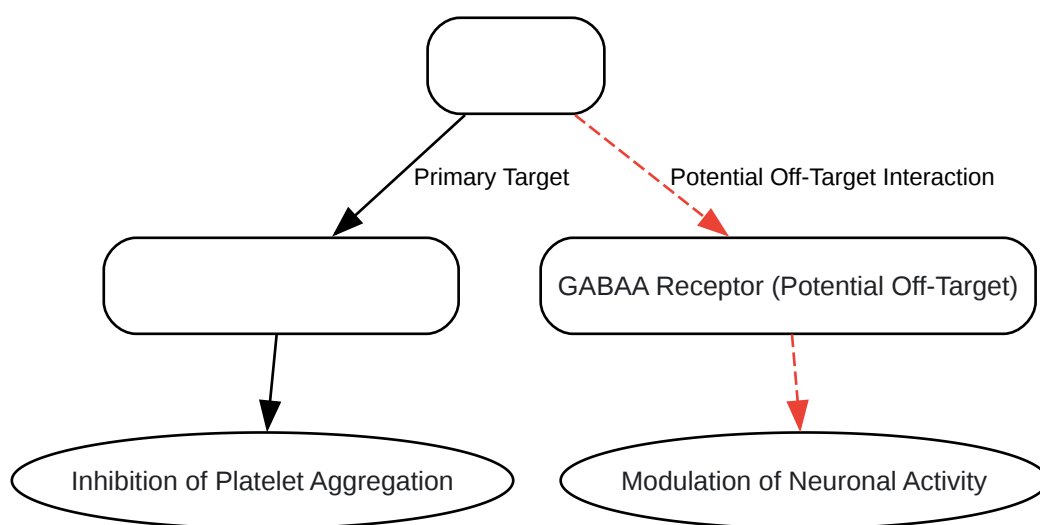 Primary Target
Potential Off-Target Interaction
GABAA Receptor (Potential Off-Target)
Inhibition of Platelet Aggregation
Modulation of Neuronal Activity